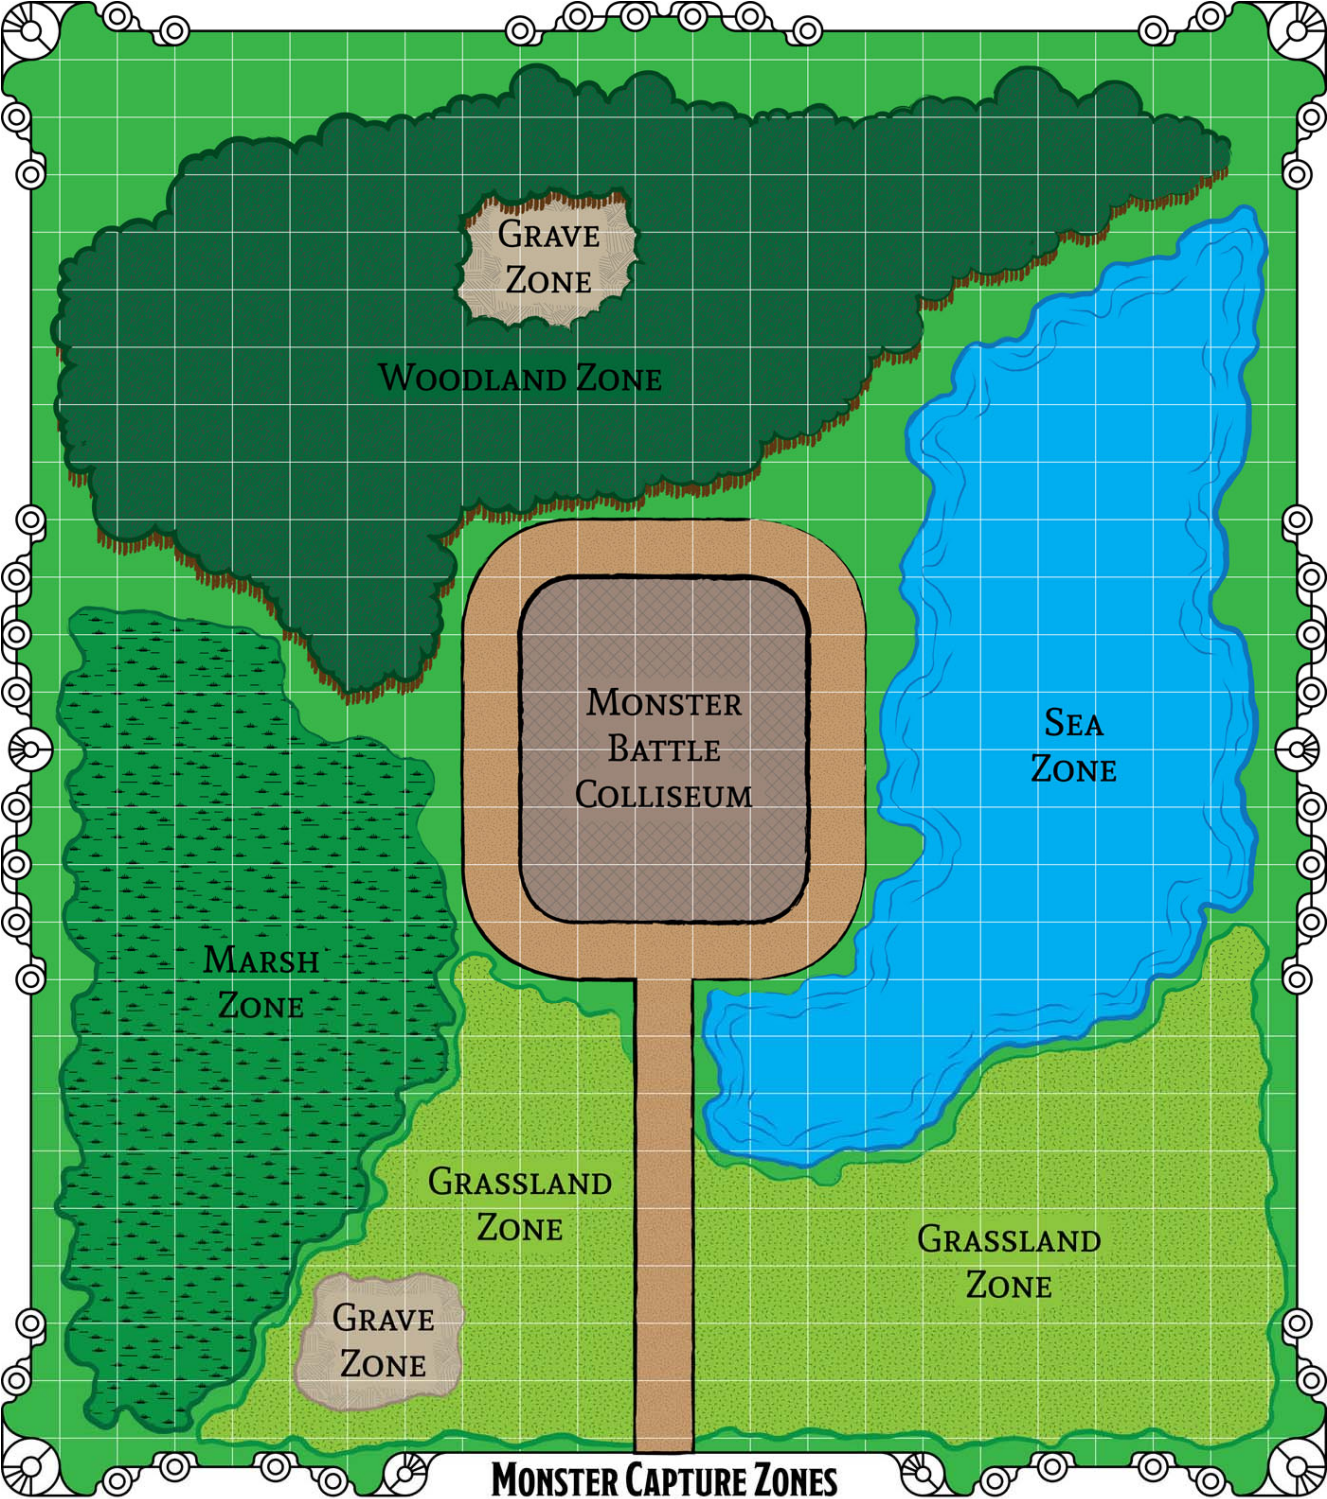 Grave
Zone
Woodland Zone
Monster
Battle
Colliseum
Sea
Zone
Marsh
Zone
Grassland
Zone
Grassland
Zone
Grave
Zone
Monster Capture Zones